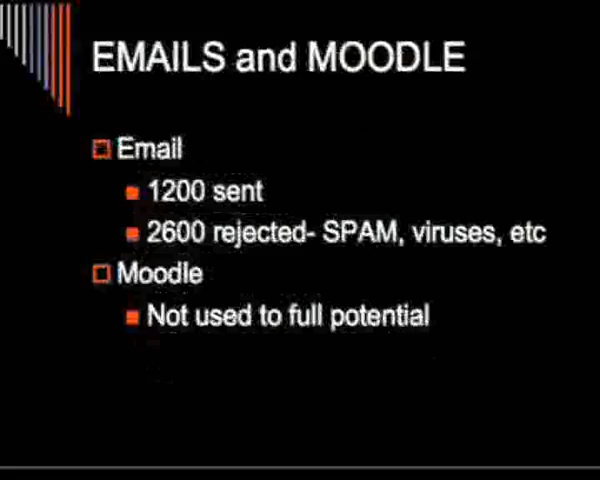 EMAILS and MOODLE
Email
1200 sent
2600 rejected- SPAM, viruses, etc
Moodle
Not used to full potential